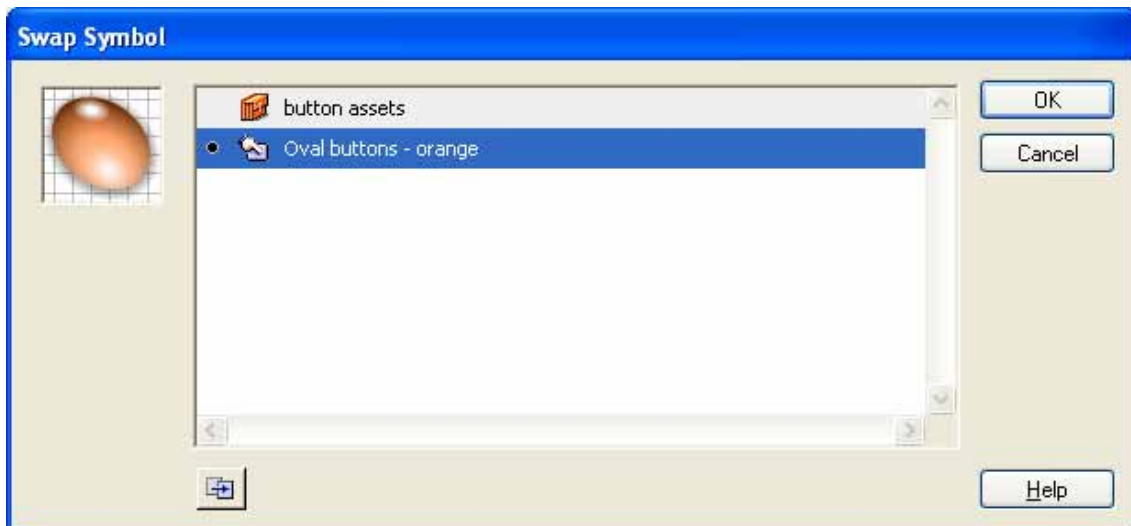 Swap Symbol
button assets
Oval buttons - orange
OK
Cancel
Help